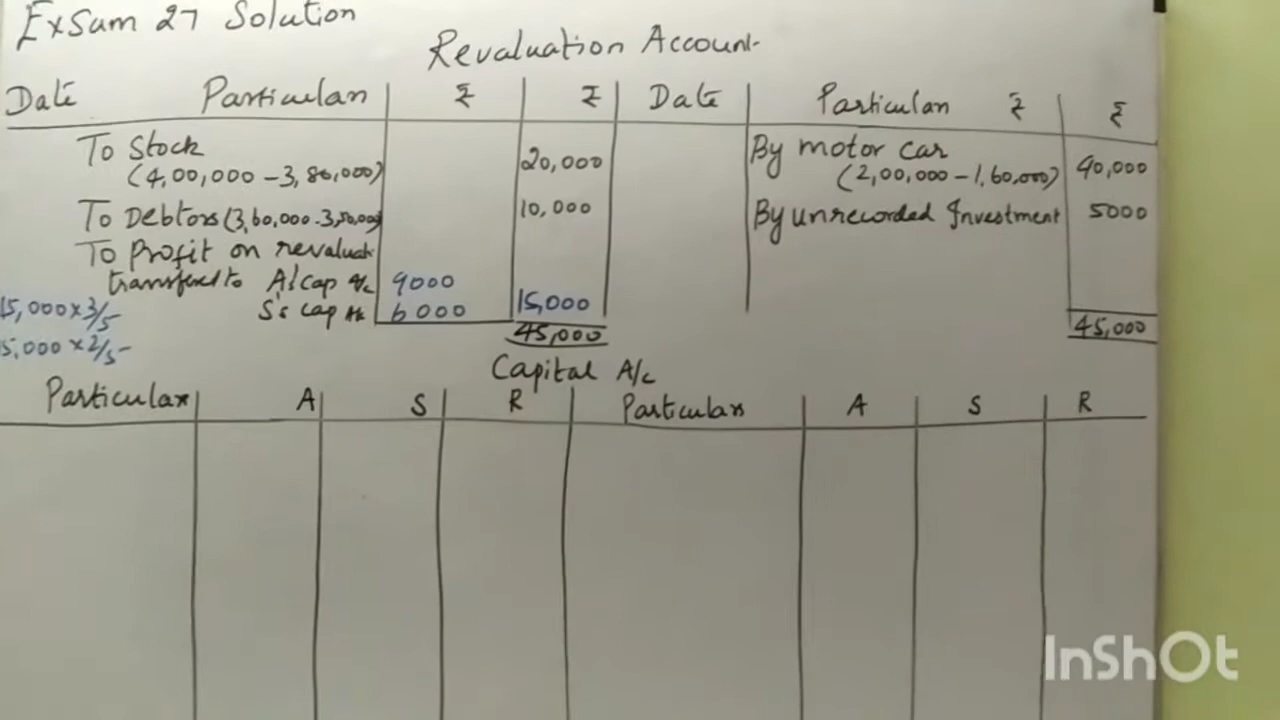 ExSum 27 Solution
Revaluation Account
Date Particulars ₹ ₹ Date Particulars ₹ ₹
To Stock 20,000 By motor car 40,000
(4,00,000 - 3,80,000) (2,00,000 - 1,60,000)
To Debtors (3,60,000 - 3,50,000) 10,000 By unrecorded Investment 5000
To Profit on revaluati
transferred to A/cap A/c 9000
15,000 × 3/5 S's cap A/c 6000 15,000
45,000 45,000
15,000 × 2/5
Capital A/c
Particulars A S R Particulars A S R
InShOt